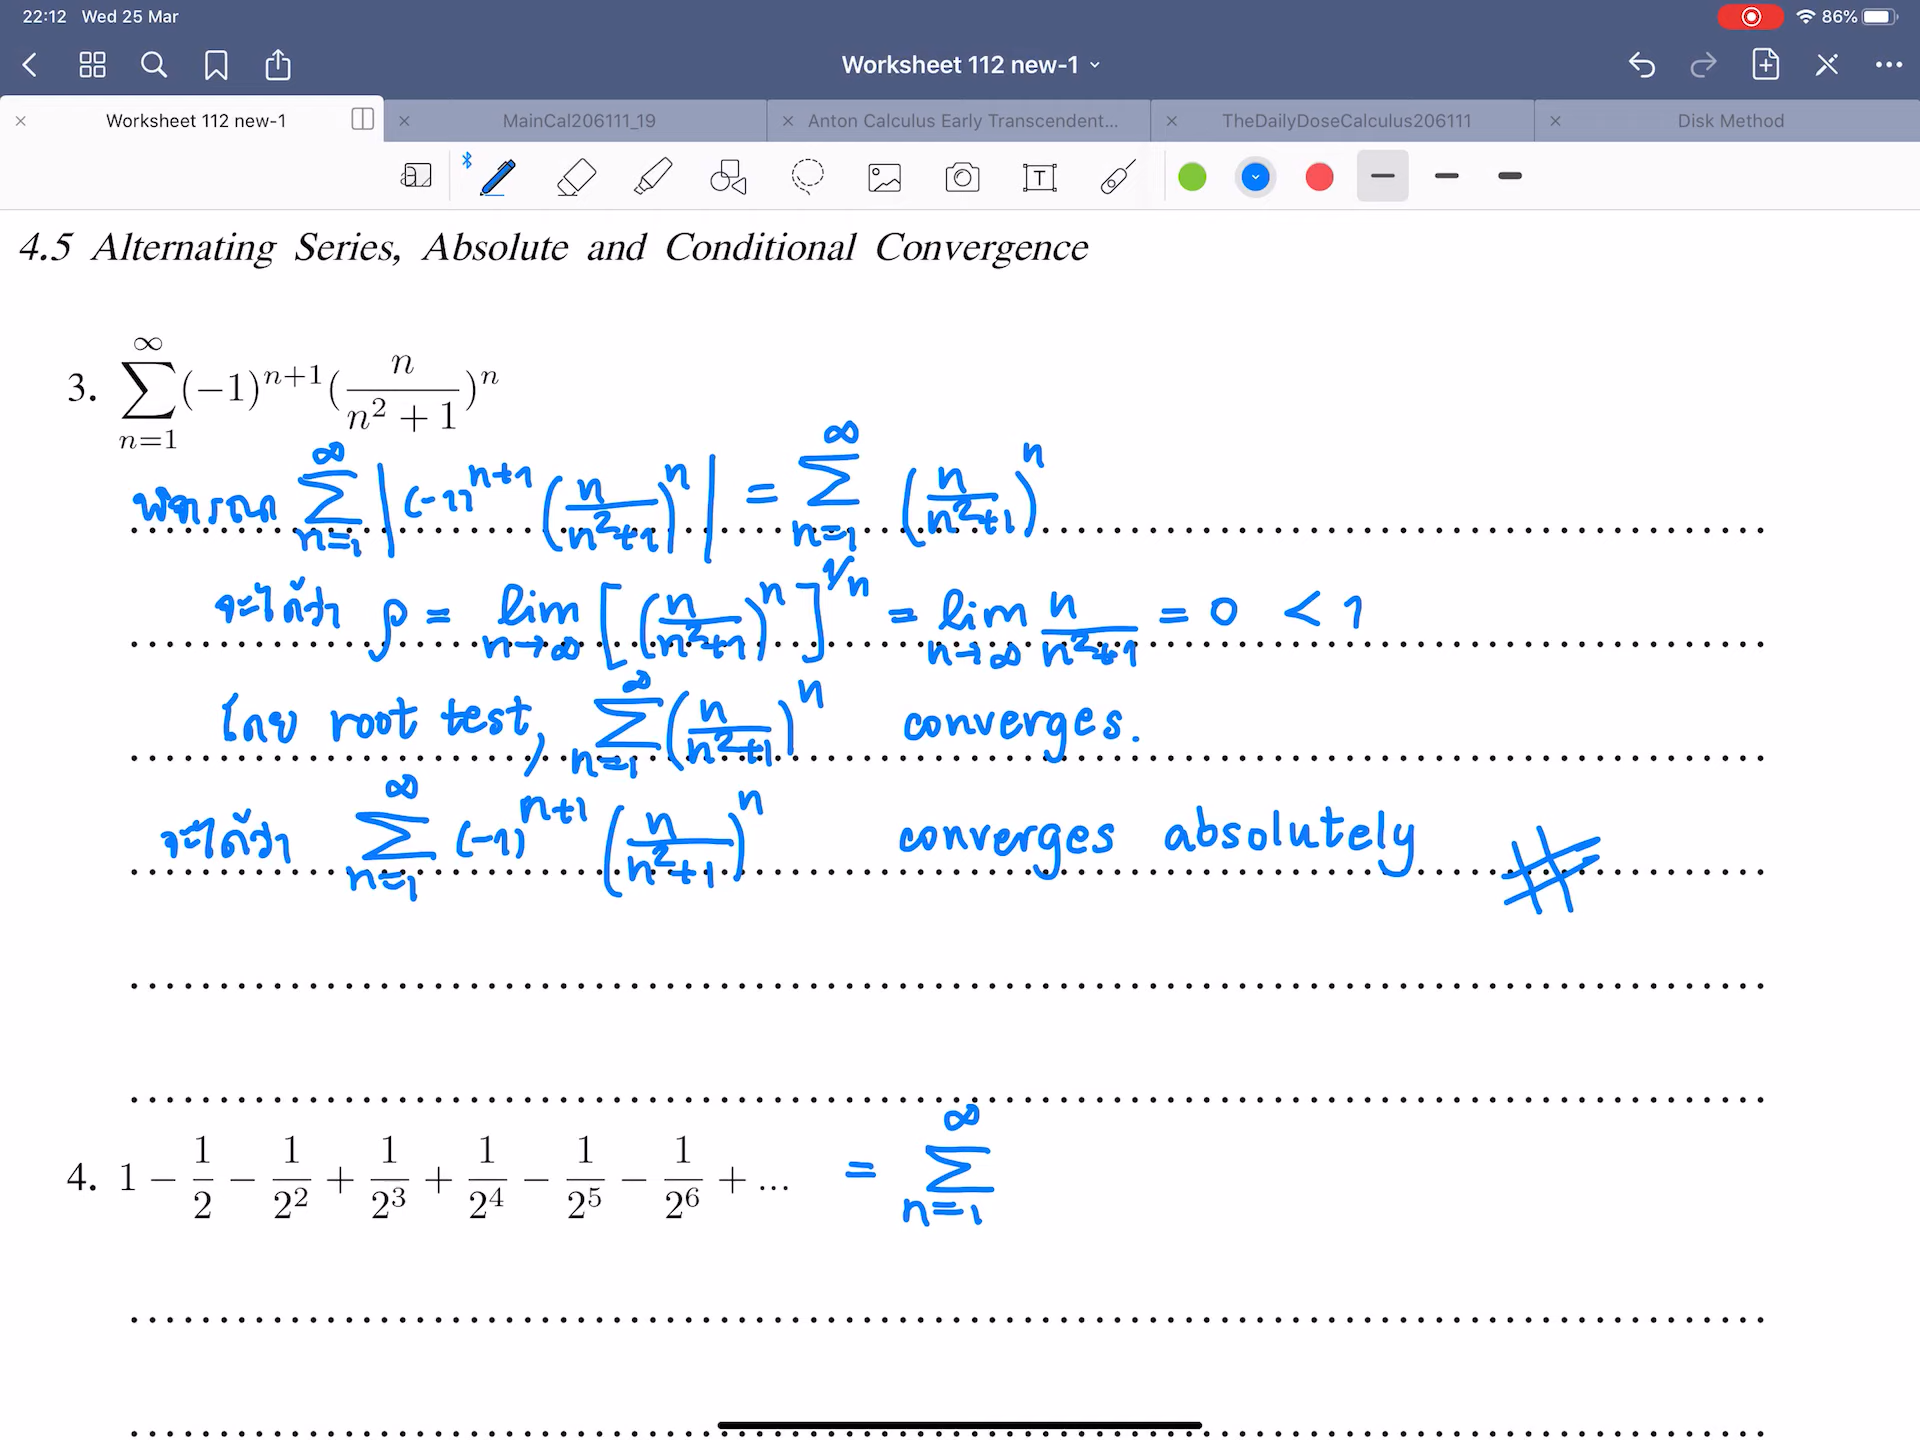 22:12 Wed 25 Mar 86%
Worksheet 112 new-1
Worksheet 112 new-1 MainCal206111_19 Anton Calculus Early Transcendent... TheDailyDoseCalculus206111 Disk Method
4.5 Alternating Series, Absolute and Conditional Convergence
3. ∑_{n=1}^{∞} (−1)^{n+1} (n/(n²+1))^n
พิจารณา ∑_{n=1}^{∞} |(-1)^{n+1} (n/(n²+1))^n| = ∑_{n=1}^{∞} (n/(n²+1))^n
จะได้ว่า ρ = lim_{n→∞} [(n/(n²+1))^n]^{1/n} = lim_{n→∞} n/(n²+1) = 0 < 1
โดย root test, ∑_{n=1}^{∞} (n/(n²+1))^n converges.
จะได้ว่า ∑_{n=1}^{∞} (-1)^{n+1} (n/(n²+1))^n converges absolutely #
4. 1 − 1/2 − 1/2² + 1/2³ + 1/2⁴ − 1/2⁵ − 1/2⁶ + ... = ∑_{n=1}^{∞}